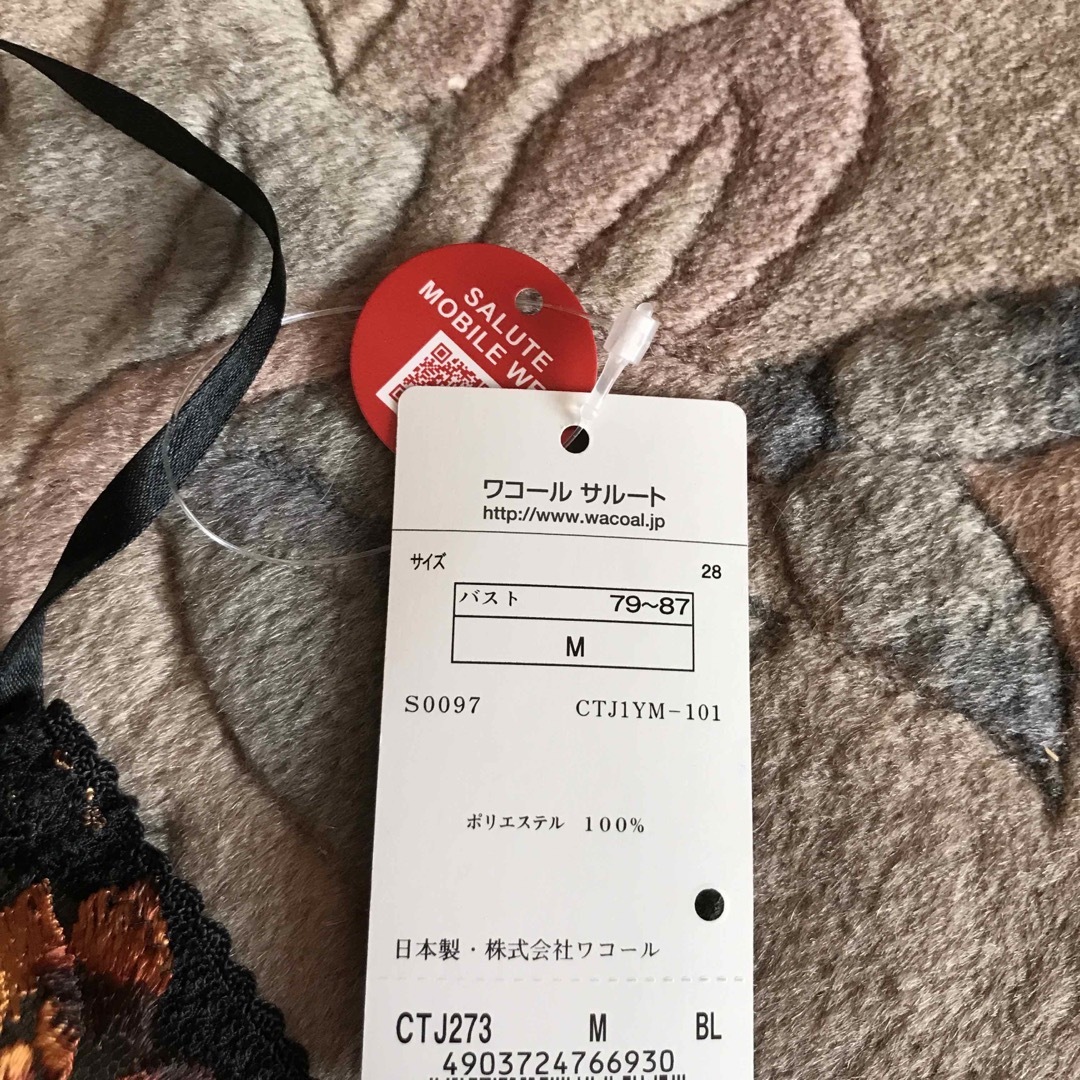 SALUTE
MOBILE WE
ワコール サルート
http://www.wacoal.jp
サイズ 28
バスト 79~87
M
S0097 CTJ1YM-101
ポリエステル 100%
日本製・株式会社ワコール
CTJ273 M BL
4903724766930